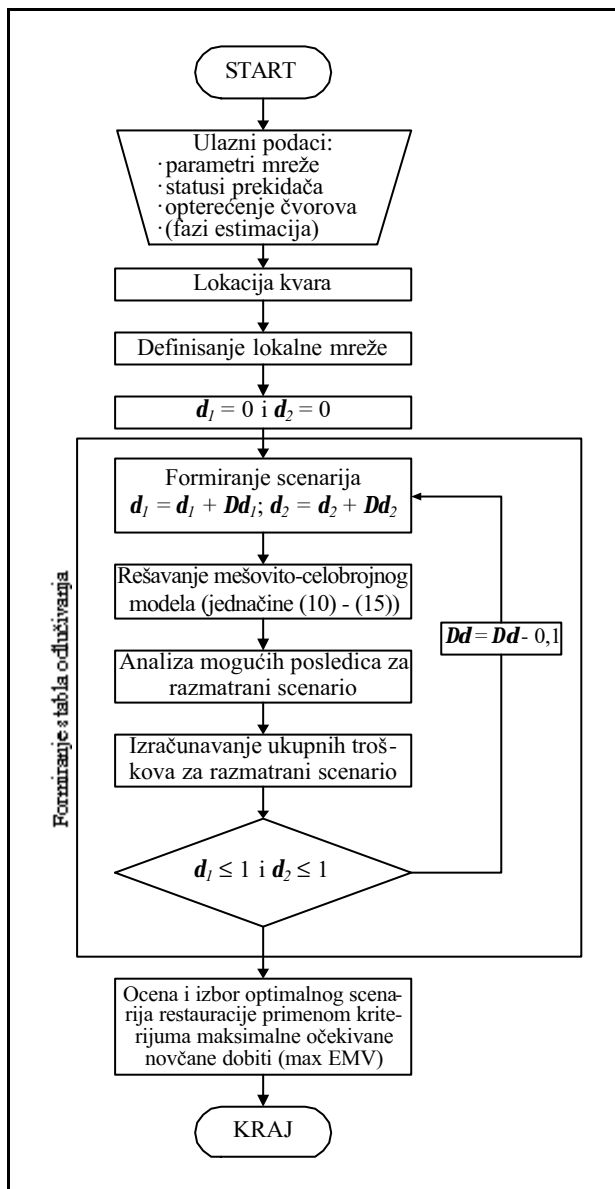 START
Ulazni podaci:
·parametri mreže
·statusi prekidača
·opterećenje čvorova
·(fazi estimacija)
Lokacija kvara
Definisanje lokalne mreže
d1 = 0 i d2 = 0
Formiranje scenarija
d1 = d1 + Dd1; d2 = d2 + Dd2
Rešavanje mešovito-celobrojnog
modela (jednačine (10) - (15))
Dd = Dd - 0,1
Analiza mogućih posledica za
razmatrani scenario
Izračunavanje ukupnih troš-
kova za razmatrani scenario
d1 ≤ 1 i d2 ≤ 1
Formiranje stabla odlučivanja
Ocena i izbor optimalnog scena-
rija restauracije primenom krite-
rijuma maksimalne očekivane
novčane dobiti (max EMV)
KRAJ